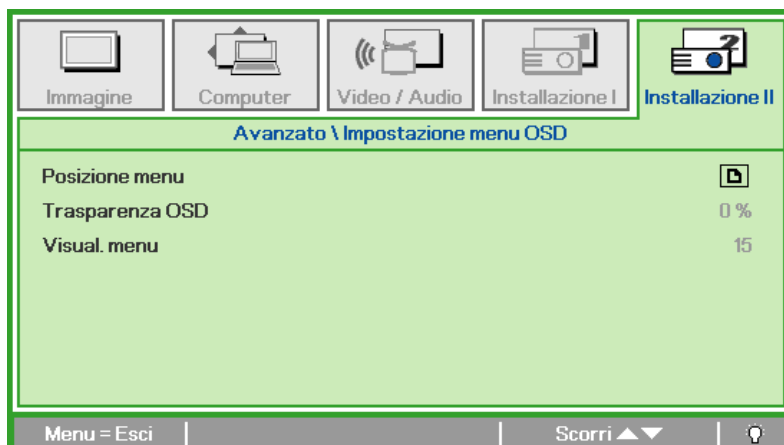 Immagine
Computer
Video / Audio
Installazione I
2
Installazione II
Avanzato \ Impostazione menu OSD
Posizione menu
Trasparenza OSD 0 %
Visual. menu 15
Menu = Esci Scorri ▲▼